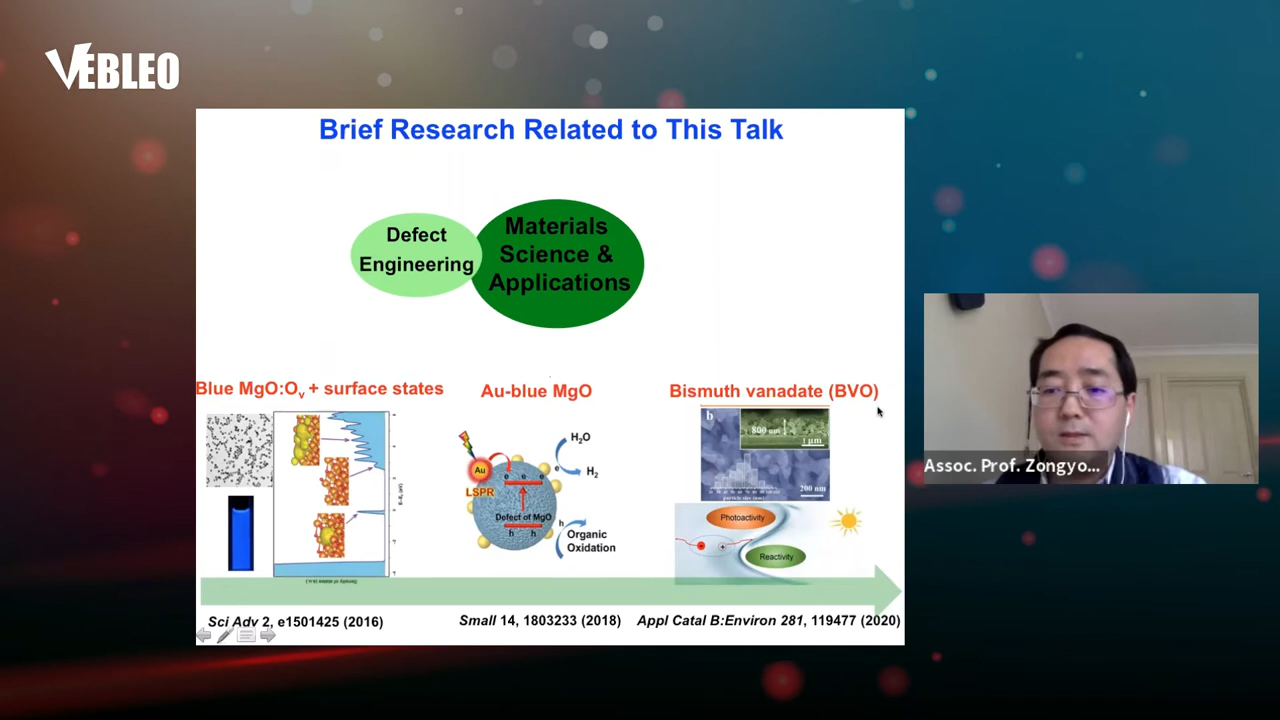 VEBLEO
Brief Research Related to This Talk
Defect
Engineering
Materials
Science &
Applications
Blue MgO:Ov + surface states
Au-blue MgO
Bismuth vanadate (BVO)
Au
LSPR
e e e
Defect of MgO
h h
H2O
e
H2
h
Organic
Oxidation
b
800 nm
1 μm
200 nm
Photoactivity
Reactivity
Density of states (a.u.)
Sci Adv 2, e1501425 (2016)
Small 14, 1803233 (2018)
Appl Catal B:Environ 281, 119477 (2020)
Assoc. Prof. Zongyo...